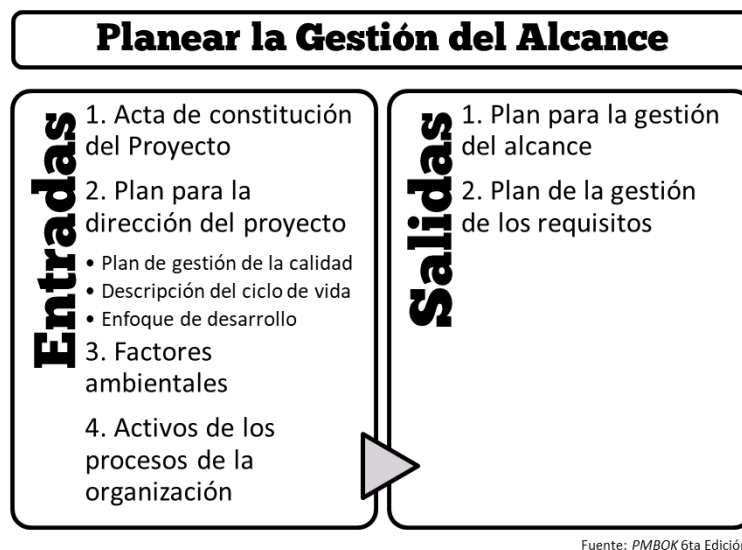 Planear la Gestión del Alcance
Entradas
1. Acta de constitución
del Proyecto
2. Plan para la
dirección del proyecto
• Plan de gestión de la calidad
• Descripción del ciclo de vida
• Enfoque de desarrollo
3. Factores
ambientales
4. Activos de los
procesos de la
organización
Salidas
1. Plan para la gestión
del alcance
2. Plan de la gestión
de los requisitos
Fuente: PMBOK 6ta Edición